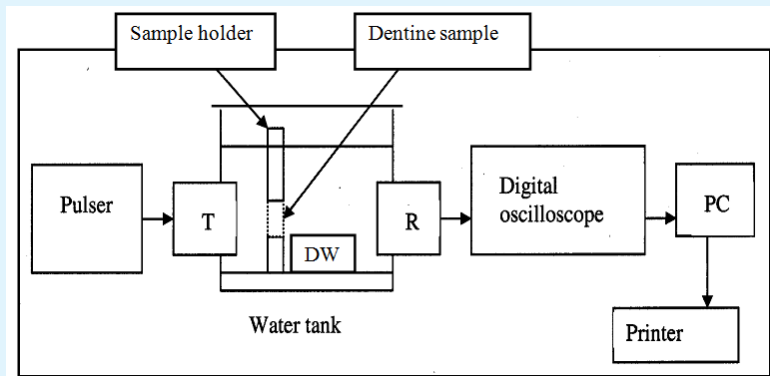 Sample holder
Dentine sample
Pulser
T
DW
R
Digital
oscilloscope
PC
Water tank
Printer